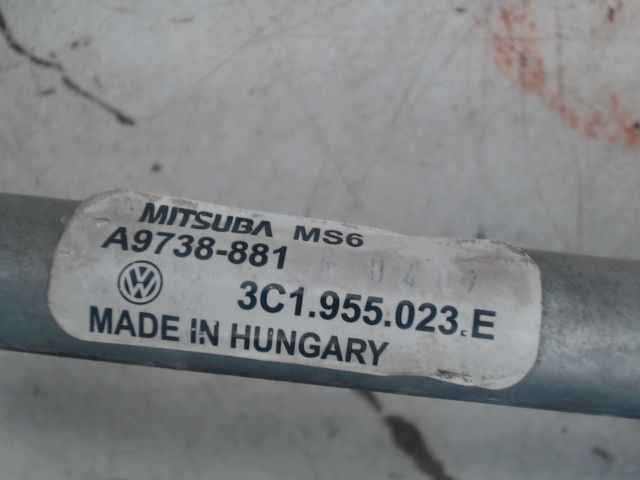 MITSUBA MS6
A9738-881
3C1.955.023.E
MADE IN HUNGARY